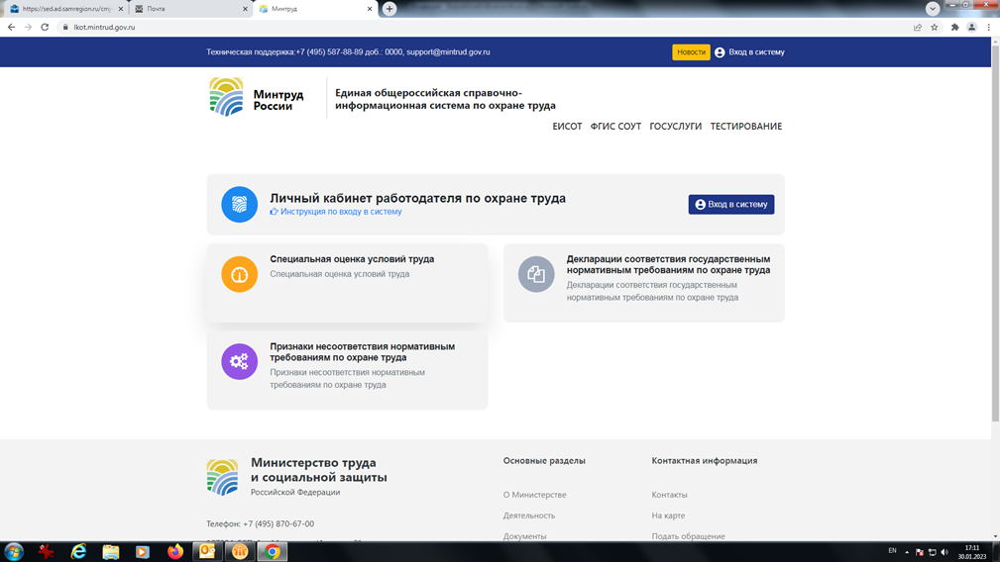 https://sed.ad.samregion.ru/cmj
Почта
Минтруд
lkot.mintrud.gov.ru
Техническая поддержка:+7 (495) 587-88-89 доб.: 0000, support@mintrud.gov.ru
Новости
Вход в систему
Минтруд
России
Единая общероссийская справочно-
информационная система по охране труда
ЕИСОТ ФГИС СОУТ ГОСУСЛУГИ ТЕСТИРОВАНИЕ
Личный кабинет работодателя по охране труда
Инструкция по входу в систему
Вход в систему
Специальная оценка условий труда
Специальная оценка условий труда
Декларации соответствия государственным
нормативным требованиям по охране труда
Декларации соответствия государственным
нормативным требованиям по охране труда
Признаки несоответствия нормативным
требованиям по охране труда
Признаки несоответствия нормативным
требованиям по охране труда
Министерство труда
и социальной защиты
Российской Федерации
Телефон: +7 (495) 870-67-00
Основные разделы
О Министерстве
Деятельность
Документы
Контактная информация
Контакты
На карте
Подать обращение
EN
17:11
30.01.2023